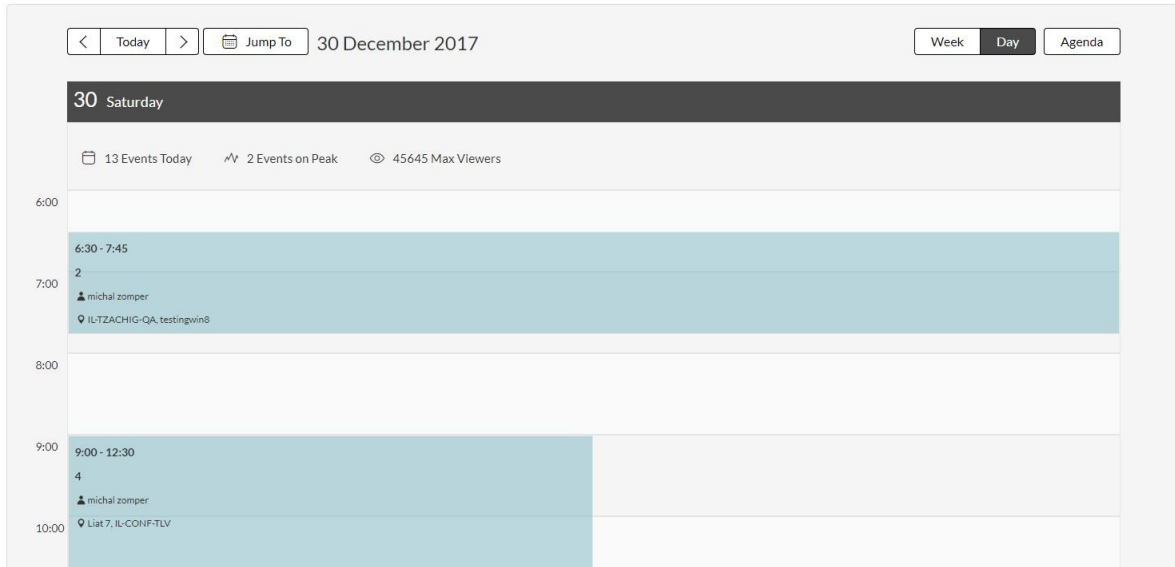 Today Jump To 30 December 2017 Week Day Agenda
30 Saturday
13 Events Today 2 Events on Peak 45645 Max Viewers
6:00
6:30 - 7:45
2
7:00
michal zomper
IL-TZACHIG-QA, testingwin8
8:00
9:00
9:00 - 12:30
4
michal zomper
Liat 7, IL-CONF-TLV
10:00